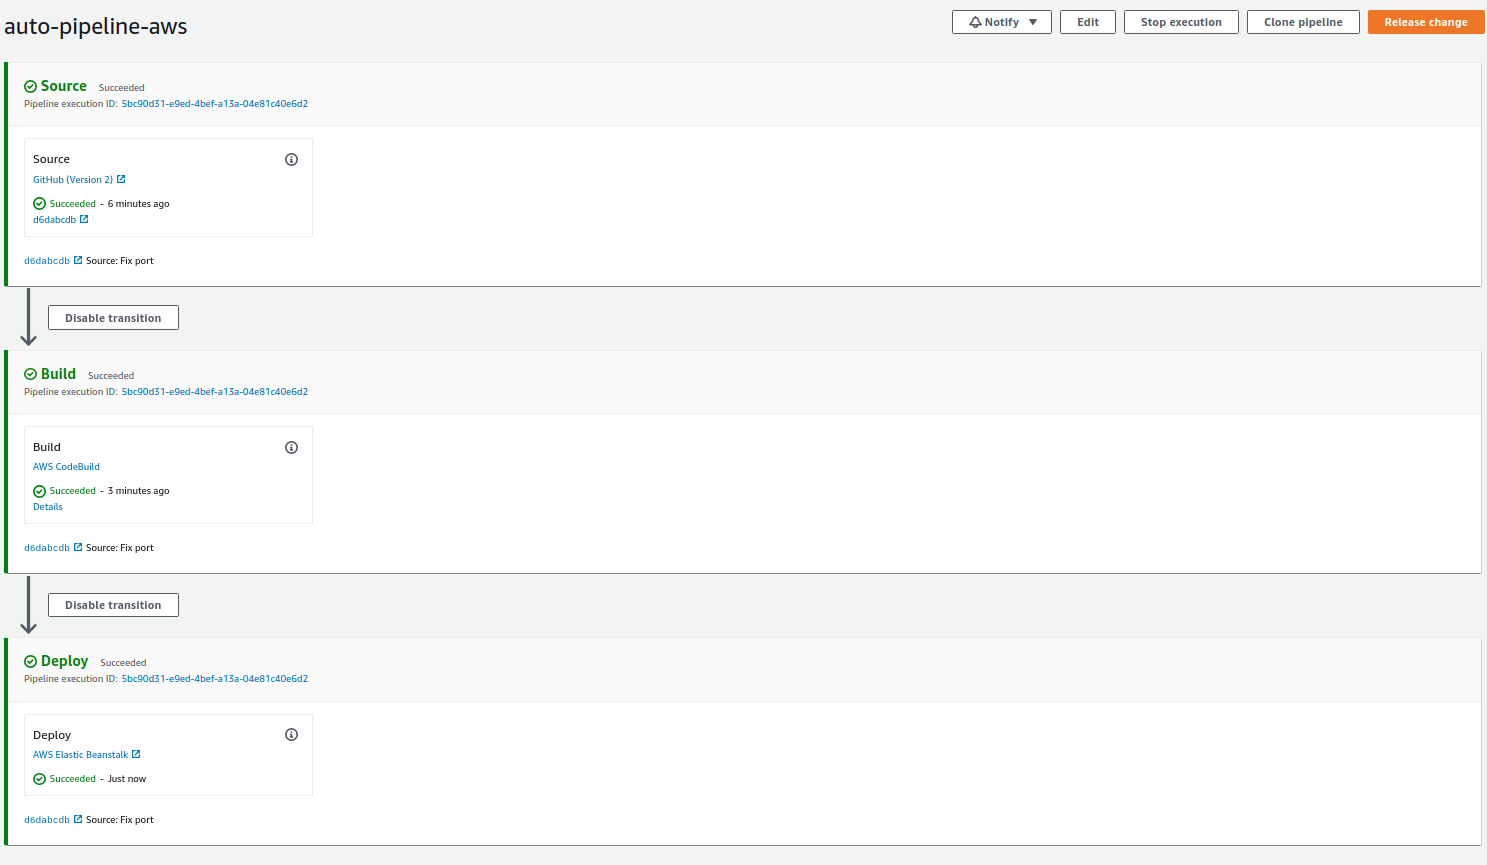 auto-pipeline-aws
Notify Edit Stop execution Clone pipeline Release change
Source Succeeded
Pipeline execution ID: 5bc90d31-e9ed-4bef-a13a-04e81c40e6d2
Source
GitHub (Version 2)
Succeeded - 6 minutes ago
d6dabcdb
d6dabcdb Source: Fix port
Disable transition
Build Succeeded
Pipeline execution ID: 5bc90d31-e9ed-4bef-a13a-04e81c40e6d2
Build
AWS CodeBuild
Succeeded - 3 minutes ago
Details
d6dabcdb Source: Fix port
Disable transition
Deploy Succeeded
Pipeline execution ID: 5bc90d31-e9ed-4bef-a13a-04e81c40e6d2
Deploy
AWS Elastic Beanstalk
Succeeded - Just now
d6dabcdb Source: Fix port